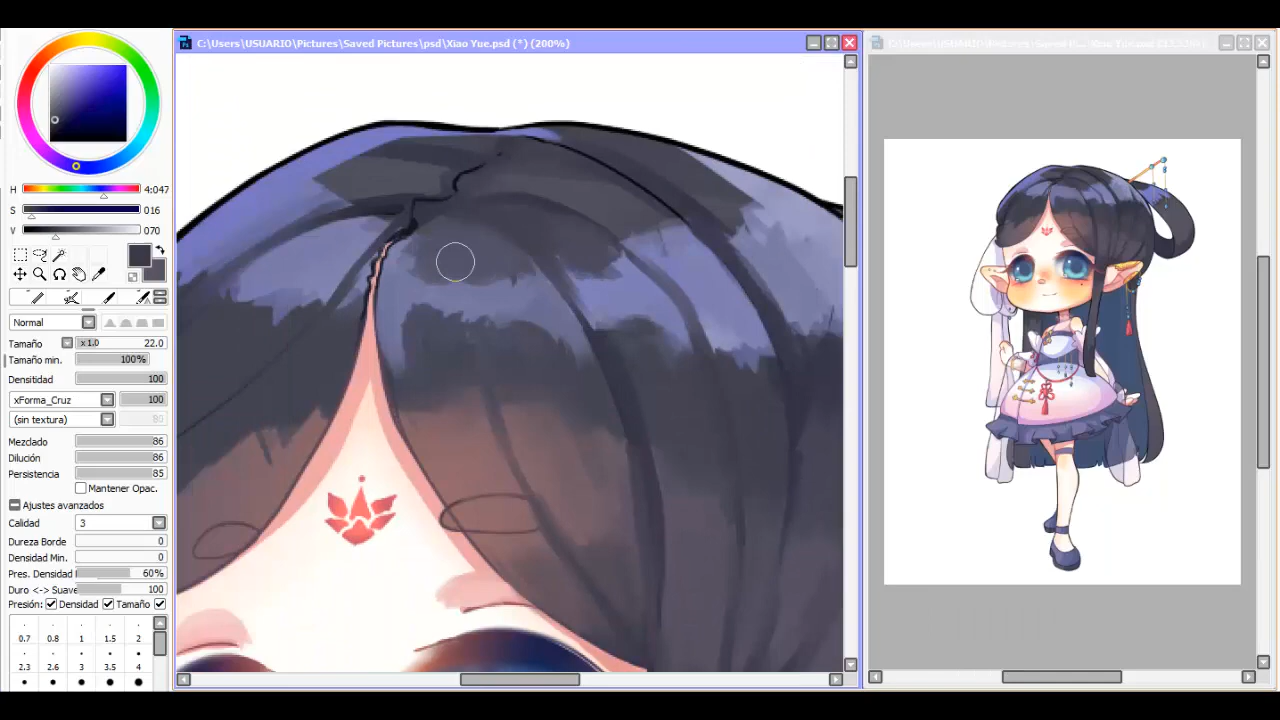 C:\Users\USUARIO\Pictures\Saved Pictures\psd\Xiao Yue.psd (*) (200%)
H 4:047
S 016
V 070
Normal
Tamaño x 1.0 22.0
Tamaño min. 100%
Densitidad 100
xForma_Cruz 100
(sin textura) 80
Mezclado 86
Dilución 86
Persistencia 85
Mantener Opac.
Ajustes avanzados
Calidad 3
Dureza Borde 0
Densidad Min. 0
Pres. Densidad 60%
Duro <-> Suave 100
Presión: Densidad Tamaño
0.7 0.8 1 1.5 2
2.3 2.6 3 3.5 4